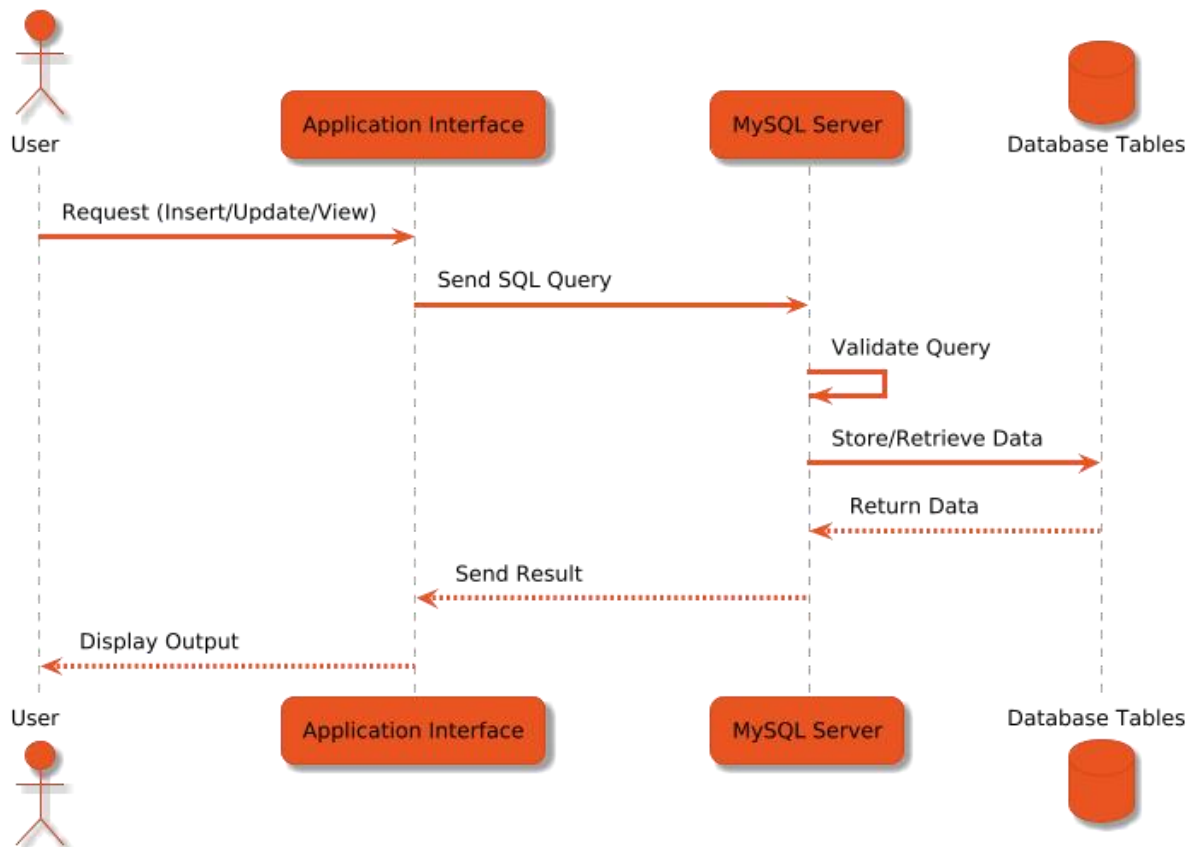 User
Application Interface
MySQL Server
Database Tables
Request (Insert/Update/View)
Send SQL Query
Validate Query
Store/Retrieve Data
Return Data
Send Result
Display Output
User
Application Interface
MySQL Server
Database Tables